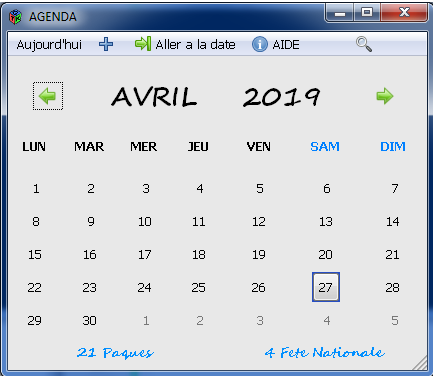 AGENDA
Aujourd'hui Aller a la date AIDE
AVRIL 2019
LUN MAR MER JEU VEN SAM DIM
1 2 3 4 5 6 7
8 9 10 11 12 13 14
15 16 17 18 19 20 21
22 23 24 25 26 27 28
29 30 1 2 3 4 5
21 Paques 4 Fete Nationale